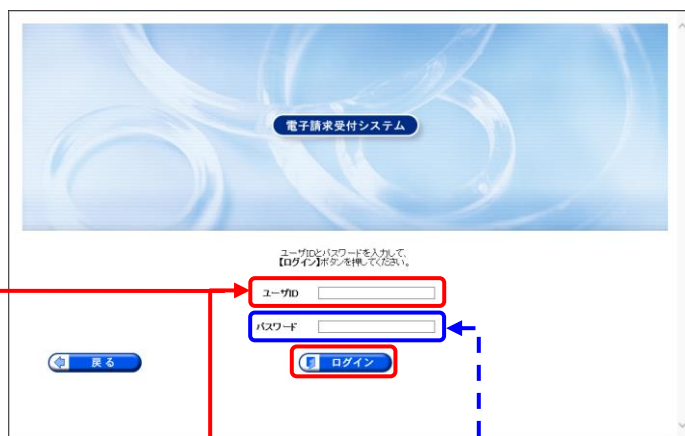 電子請求受付システム
ユーザIDとパスワードを入力して、
【ログイン】ボタンを押してください。
ユーザID
パスワード
戻る
ログイン